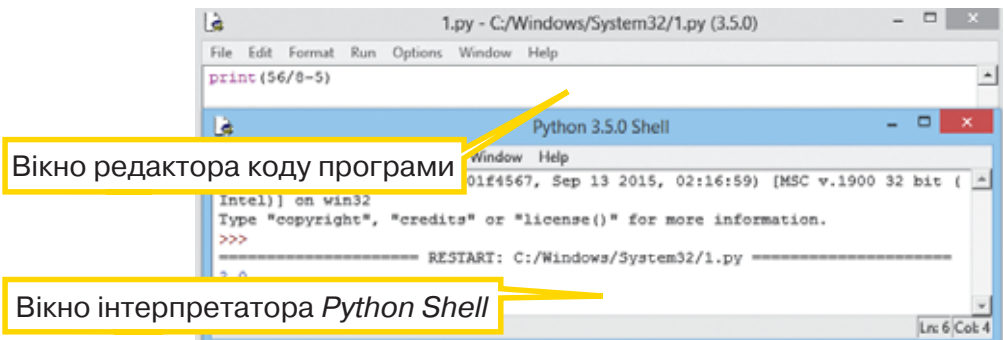 1.py - C:/Windows/System32/1.py (3.5.0)
File Edit Format Run Options Window Help
print(56/8-5)
Python 3.5.0 Shell
Вікно редактора коду програми
Window Help
01f4567, Sep 13 2015, 02:16:59) [MSC v.1900 32 bit (
Intel)] on win32
Type "copyright", "credits" or "license()" for more information.
>>>
RESTART: C:/Windows/System32/1.py
Вікно інтерпретатора Python Shell
Ln: 6 Col: 4